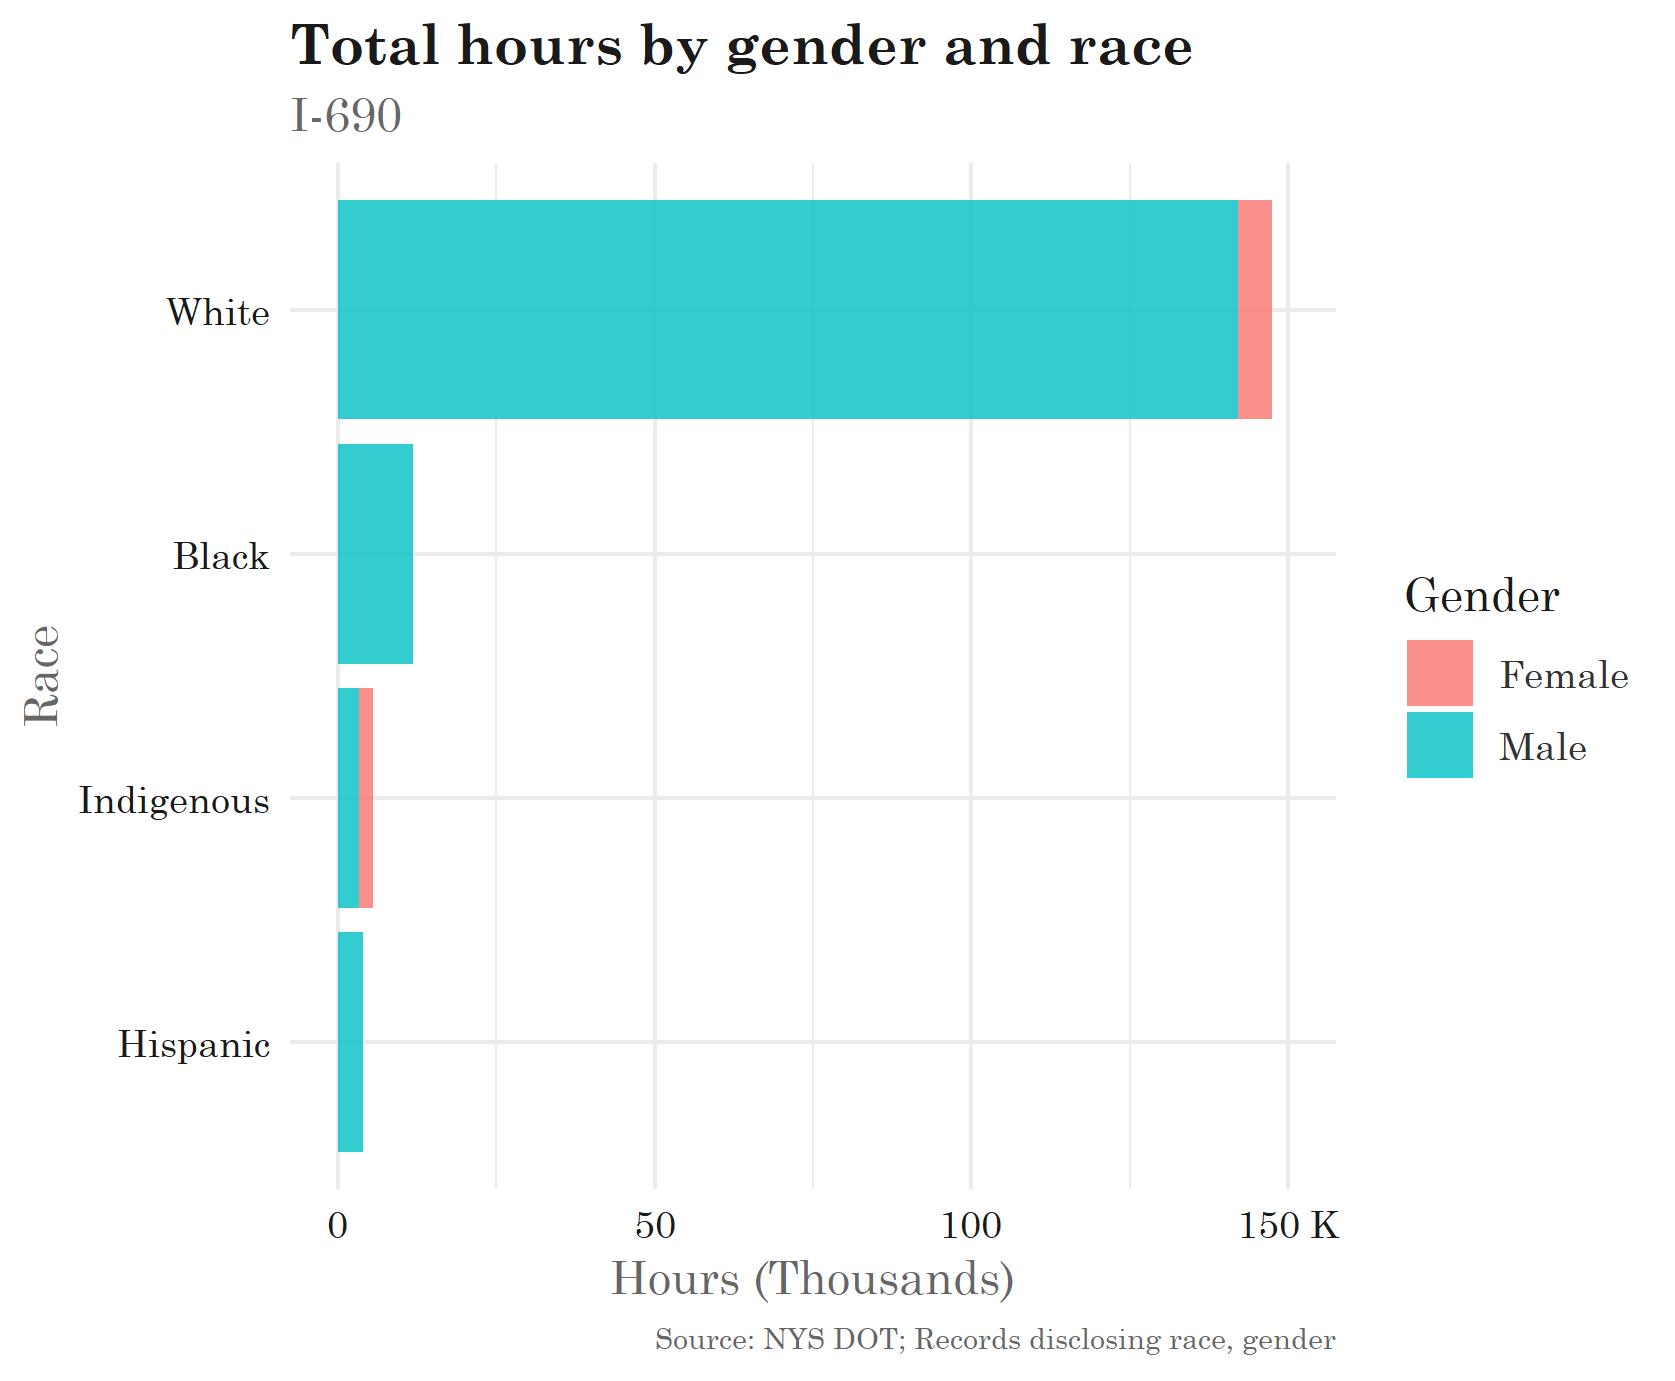 Total hours by gender and race
I-690
White
Black
Indigenous
Hispanic
Race
0
50
100
150 K
Hours (Thousands)
Gender
Female
Male
Source: NYS DOT; Records disclosing race, gender